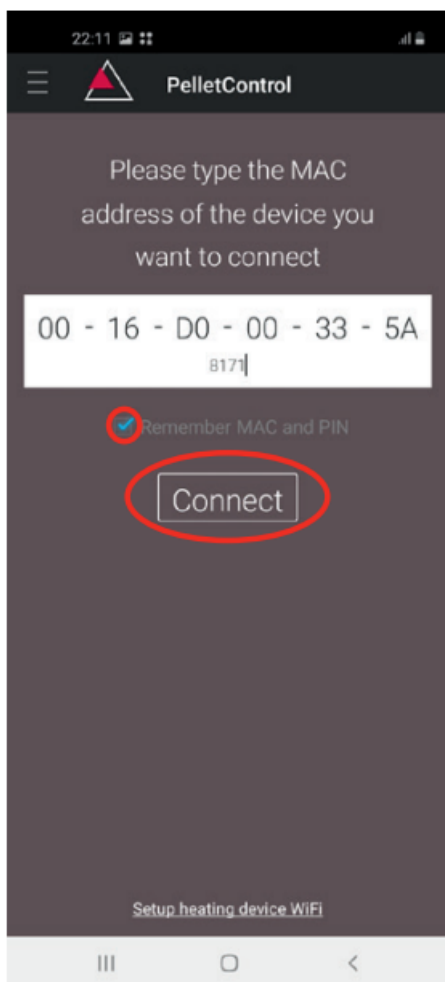 22:11
PelletControl
Please type the MAC
address of the device you
want to connect
00 - 16 - D0 - 00 - 33 - 5A
8171
Remember MAC and PIN
Connect
Setup heating device WiFi